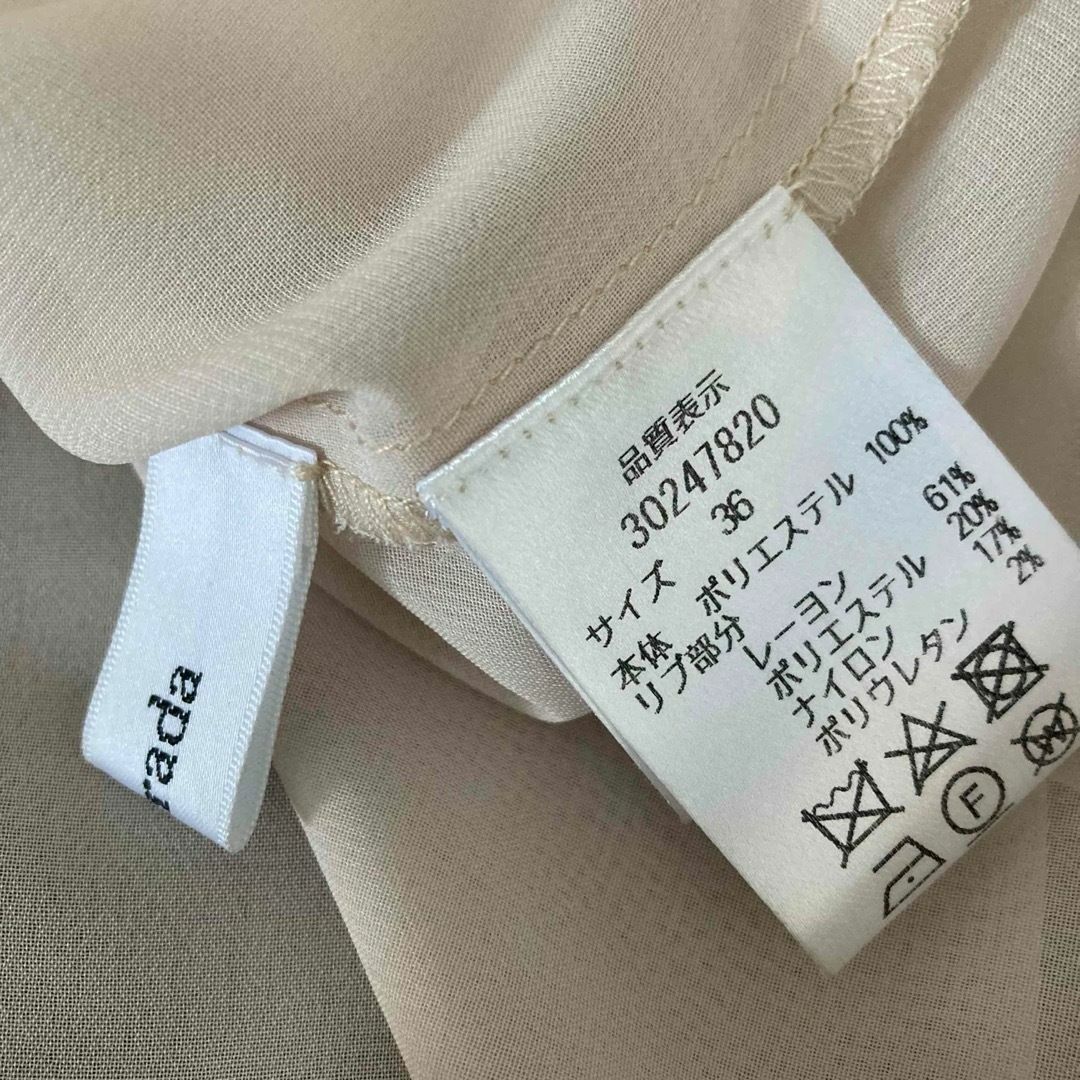 rada
品質表示
30247820
サイズ 36
本体 ポリエステル 100%
リブ部分
レーヨン 61%
ポリエステル 20%
ナイロン 17%
ポリウレタン 2%
F
W